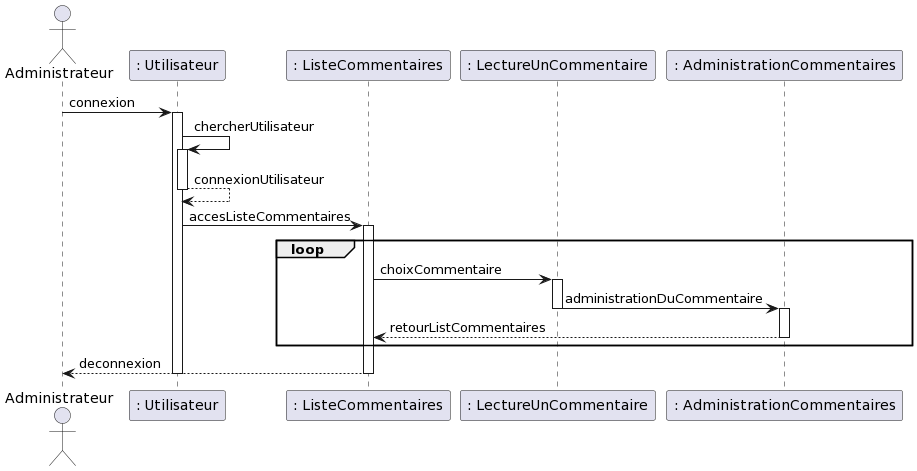 Administrateur
: Utilisateur
: ListeCommentaires
: LectureUnCommentaire
: AdministrationCommentaires
connexion
chercherUtilisateur
connexionUtilisateur
accesListeCommentaires
loop
choixCommentaire
administrationDuCommentaire
retourListCommentaires
deconnexion
Administrateur
: Utilisateur
: ListeCommentaires
: LectureUnCommentaire
: AdministrationCommentaires